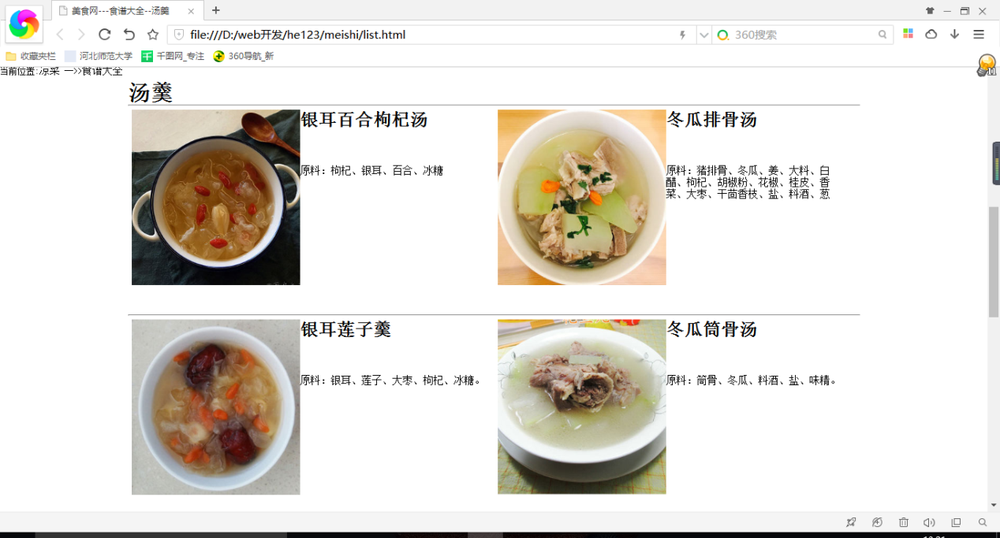 美食网---食谱大全--汤羹
file:///D:/web开发/he123/meishi/list.html
360搜索
收藏夹栏 河北师范大学 千图网_专注 360导航_新
当前位置:凉菜 一>>食谱大全
汤羹
银耳百合枸杞汤
原料：枸杞、银耳、百合、冰糖
冬瓜排骨汤
原料：猪排骨、冬瓜、姜、大料、白
醋、枸杞、胡椒粉、花椒、桂皮、香
菜、大枣、干茴香枝、盐、料酒、葱
银耳莲子羹
原料：银耳、莲子、大枣、枸杞、冰糖。
冬瓜筒骨汤
原料：筒骨、冬瓜、料酒、盐、味精。